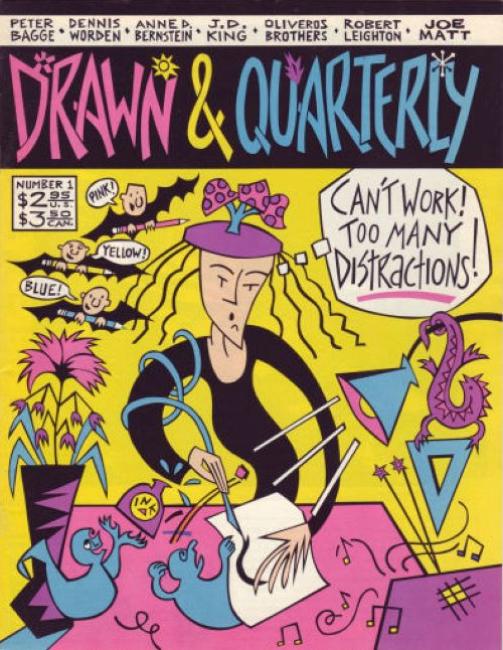 PETER • DENNIS • ANNE D. • J.D. • OLIVEROS • ROBERT • JOE
BAGGE WORDEN BERNSTEIN KING BROTHERS LEIGHTON MATT
DRAWN & QUARTERLY
NUMBER 1
$2.95 U.S.
$3.50 CAN.
PINK!
YELLOW!
BLUE!
CAN'T WORK!
TOO MANY
DISTRACTIONS!
INK